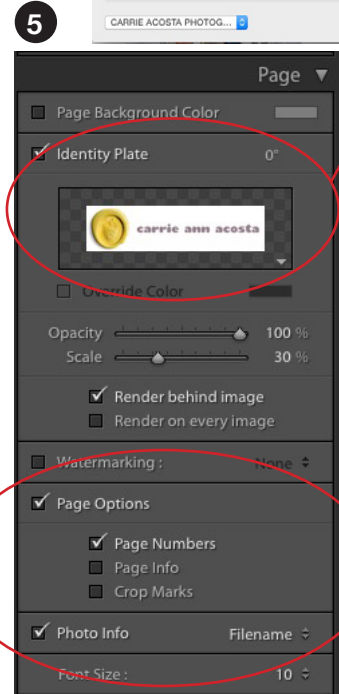 5
CARRIE ACOSTA PHOTOG...
Page
Page Background Color
Identity Plate 0°
carrie ann acosta
Override Color
Opacity 100 %
Scale 30 %
Render behind image
Render on every image
Watermarking : None
Page Options
Page Numbers
Page Info
Crop Marks
Photo Info Filename
Font Size : 10